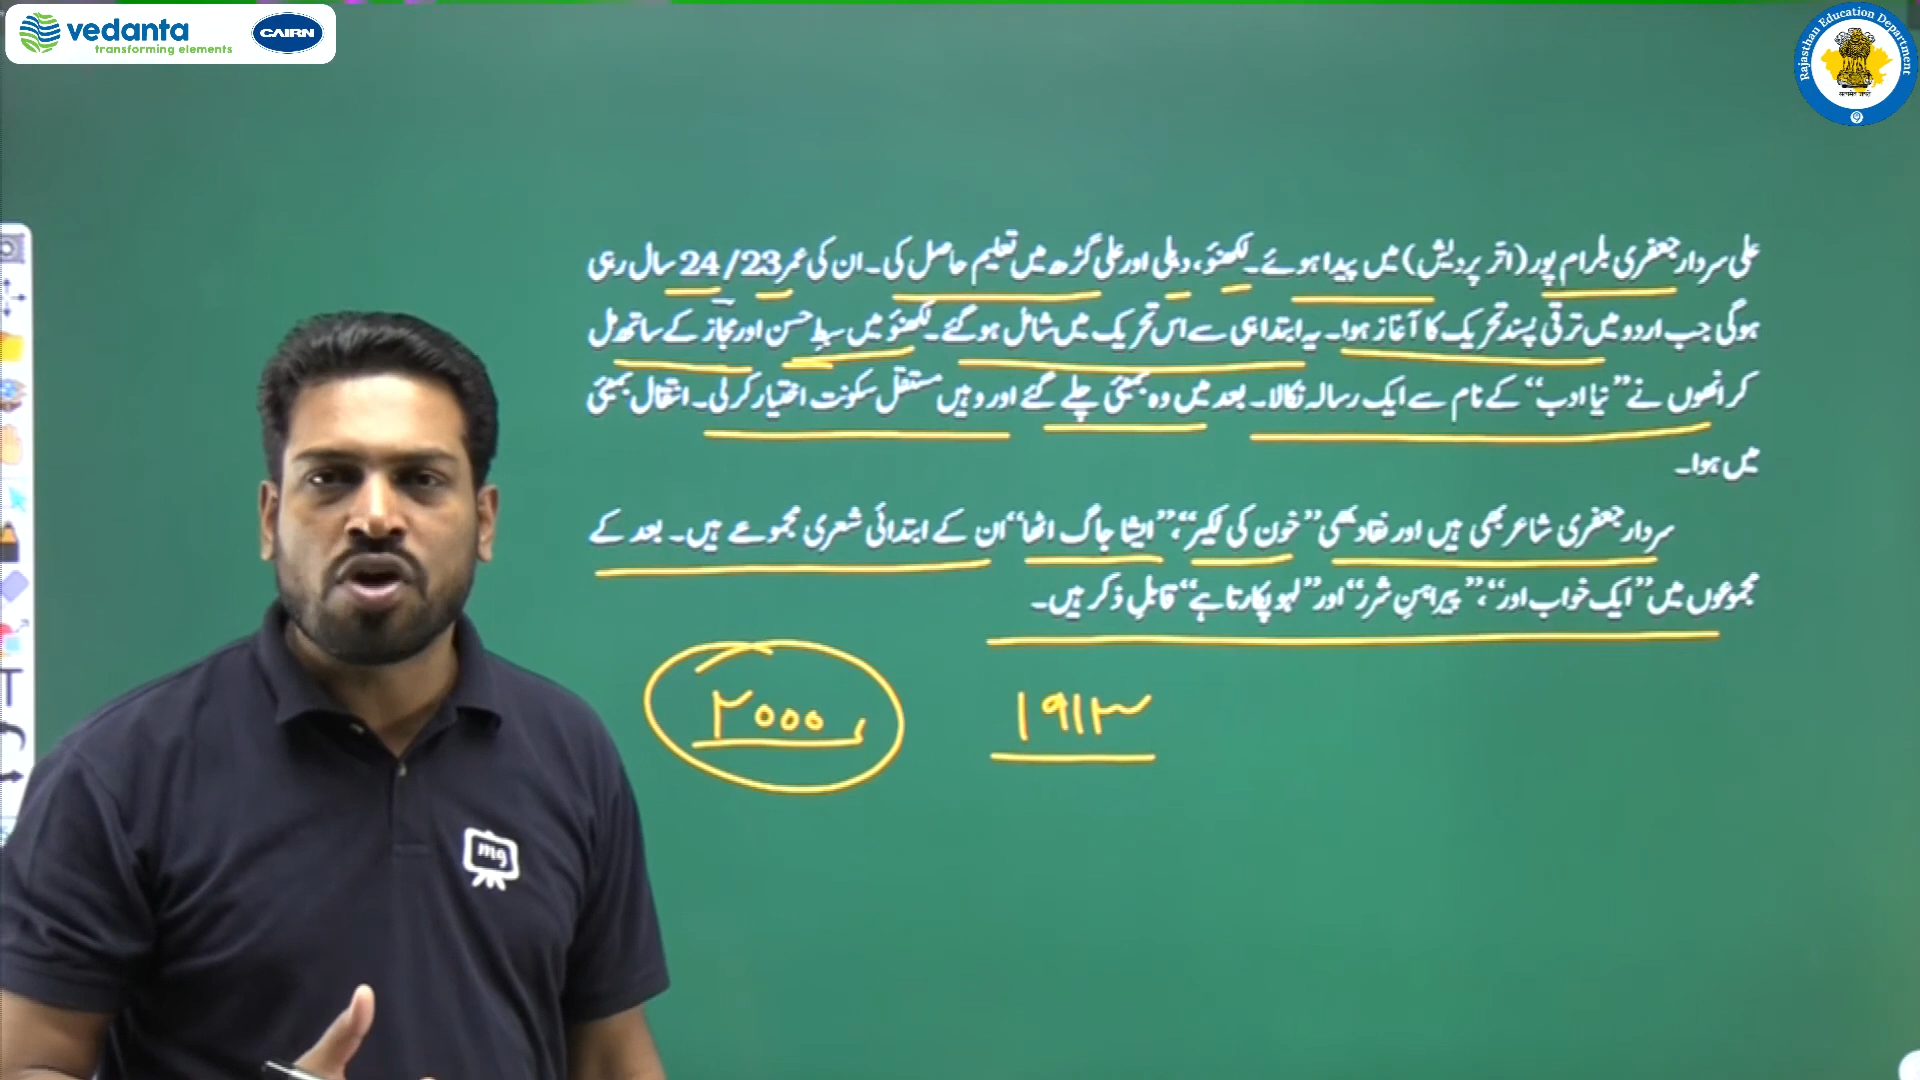 vedanta
transforming elements
CAIRN
Rajasthan Education Department
सत्यमेव जयते
علی سردار جعفری بلرام پور (اتر پردیش) میں پیدا ہوئے۔ لکھنؤ، دہلی اور علی گڑھ میں تعلیم حاصل کی۔ ان کی عمر 23/24 سال رہی
ہوگی جب اردو میں ترقی پسند تحریک کا آغاز ہوا۔ یہ ابتدا ہی سے اس تحریک میں شامل ہوگئے۔ لکھنؤ میں سبطِ حسن اور مجاز کے ساتھ مل
کر انھوں نے ”نیا ادب“ کے نام سے ایک رسالہ نکالا۔ بعد میں وہ بمبئی چلے گئے اور وہیں مستقل سکونت اختیار کرلی۔ انتقال بمبئی
میں ہوا۔
سردار جعفری شاعر بھی ہیں اور نقاد بھی ”خون کی لکیر“، ”ایشا جاگ اٹھا“ ان کے ابتدائی شعری مجموعے ہیں۔ بعد کے
مجموعوں میں ”ایک خواب اور“، ”پیراہنِ شرر“ اور ”لہو پکارتا ہے“ قابلِ ذکر ہیں۔
۲۰۰۰ء
۱۹۱۳
mg